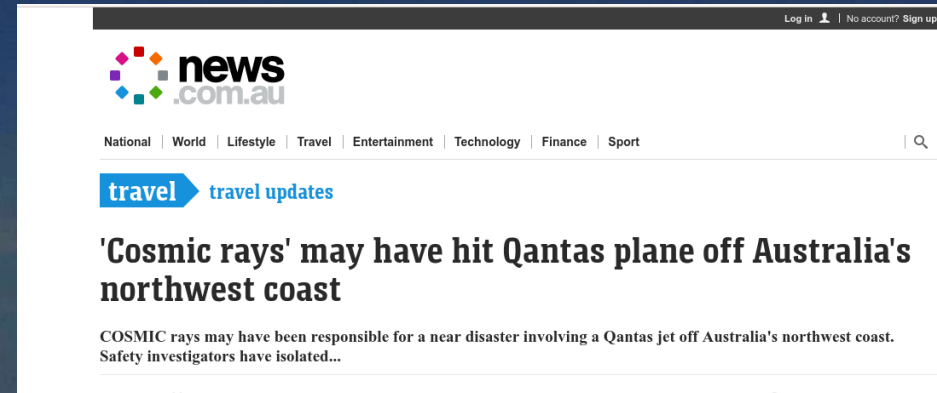 Log in | No account? Sign up
news
.com.au
National | World | Lifestyle | Travel | Entertainment | Technology | Finance | Sport
travel travel updates
'Cosmic rays' may have hit Qantas plane off Australia's
northwest coast
COSMIC rays may have been responsible for a near disaster involving a Qantas jet off Australia's northwest coast.
Safety investigators have isolated...